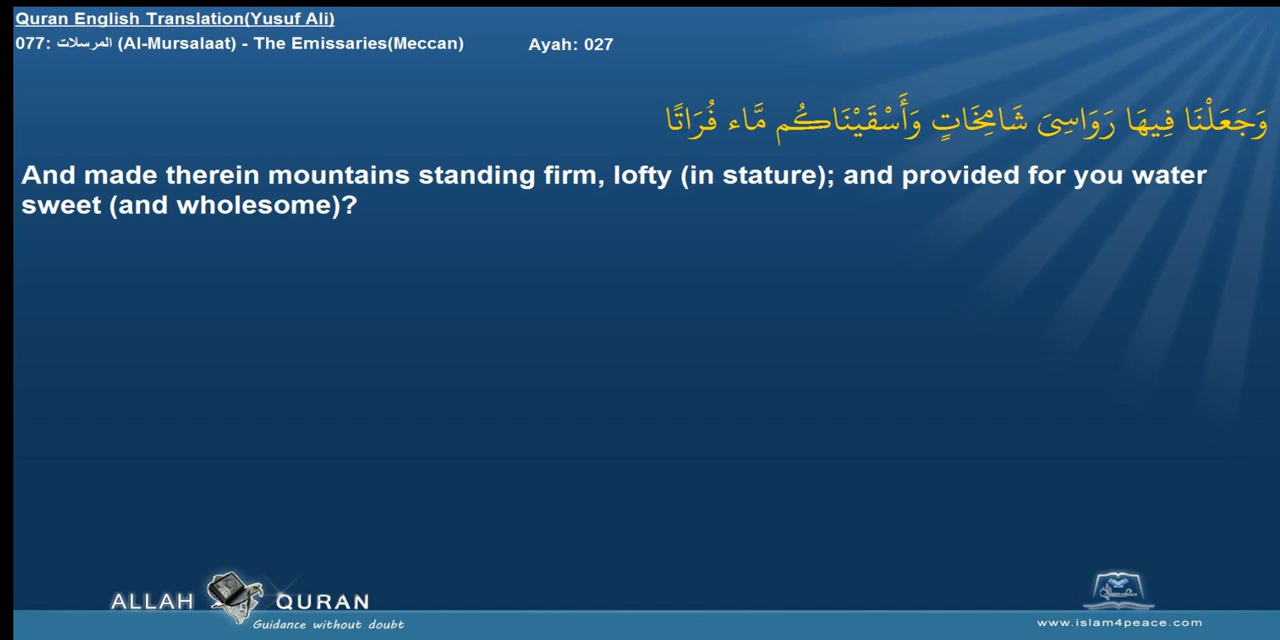 Quran English Translation(Yusuf Ali)
077: المرسلات (Al-Mursalaat) - The Emissaries(Meccan) Ayah: 027
وَجَعَلْنَا فِيهَا رَوَاسِىَ شَامِخَاتٍ وَأَسْقَيْنَاكُم مَّاء فُرَاتًا
And made therein mountains standing firm, lofty (in stature); and provided for you water
sweet (and wholesome)?
ALLAH QURAN
Guidance without doubt
www.islam4peace.com